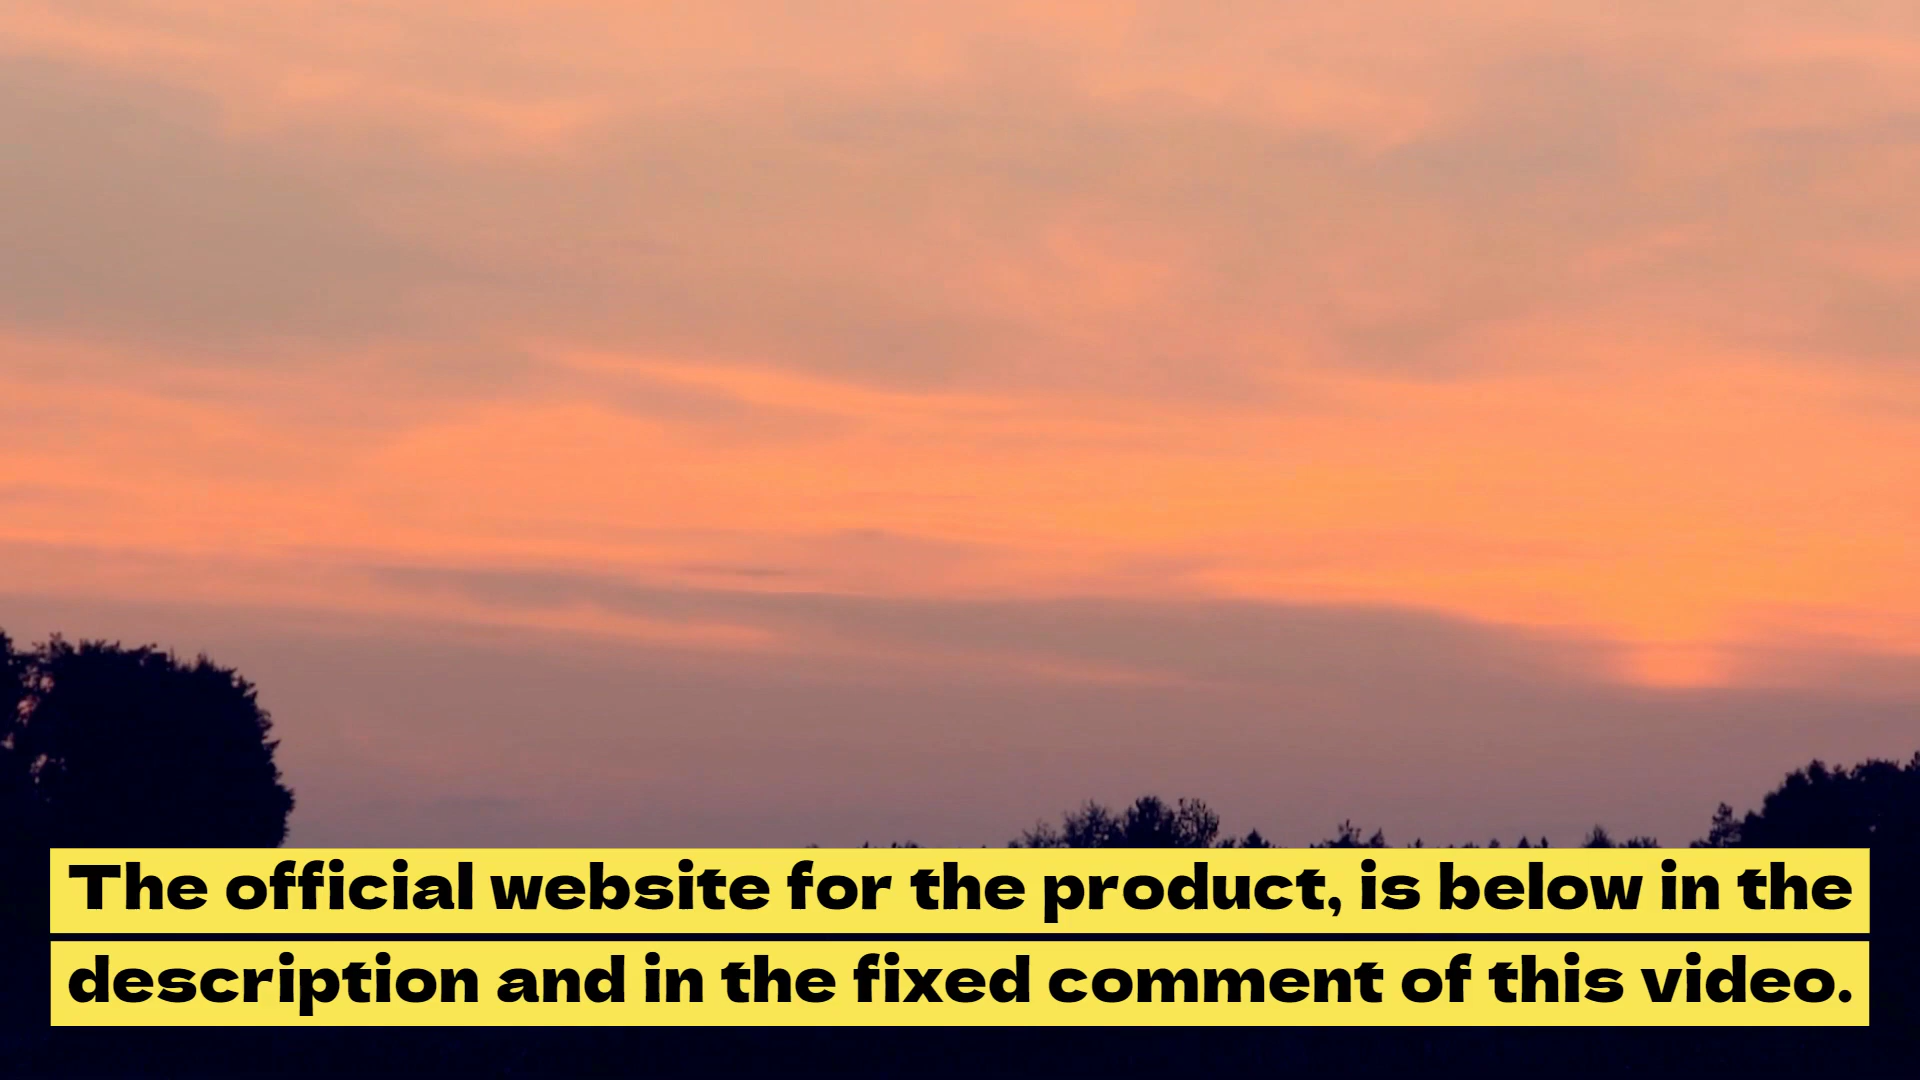 The official website for the product, is below in the
description and in the fixed comment of this video.